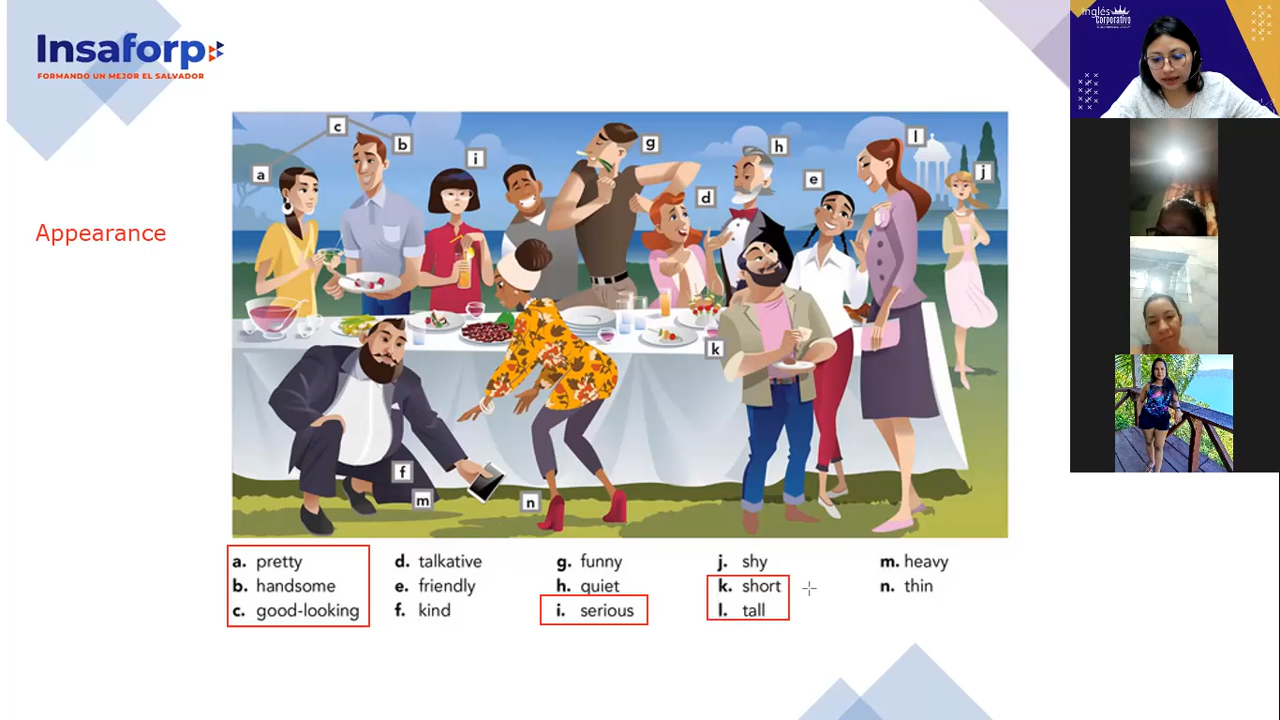 Insaforp
FORMANDO UN MEJOR EL SALVADOR
Inglés
Corporativo
Appearance
a
c
b
i
g
d
h
e
l
j
k
f
m
n
a. pretty
b. handsome
c. good-looking
d. talkative
e. friendly
f. kind
g. funny
h. quiet
i. serious
j. shy
k. short
l. tall
m. heavy
n. thin